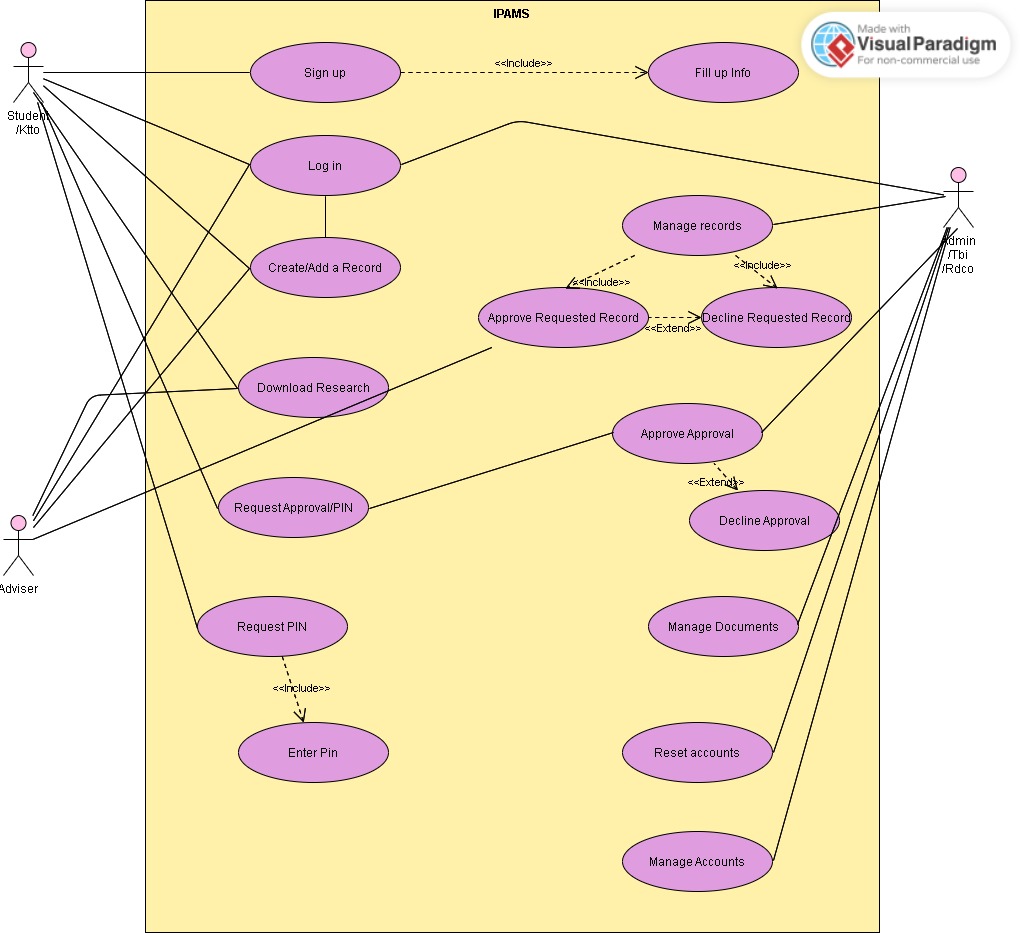 IPAMS
Made with
VisualParadigm
For non-commercial use
Sign up
<<Include>>
Fill up Info
Student
/Ktto
Log in
Manage records
Admin
/Tbi
/Rdco
Create/Add a Record
<<Include>>
<<Include>>
Approve Requested Record
<<Extend>>
Decline Requested Record
Download Research
Approve Approval
<<Extend>>
Request Approval/PIN
Decline Approval
Adviser
Request PIN
Manage Documents
<<Include>>
Enter Pin
Reset accounts
Manage Accounts